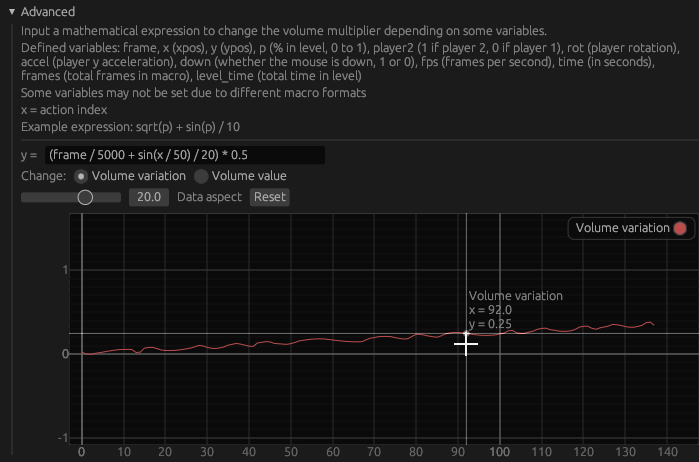 Advanced
Input a mathematical expression to change the volume multiplier depending on some variables.
Defined variables: frame, x (xpos), y (ypos), p (% in level, 0 to 1), player2 (1 if player 2, 0 if player 1), rot (player rotation),
accel (player y acceleration), down (whether the mouse is down, 1 or 0), fps (frames per second), time (in seconds),
frames (total frames in macro), level_time (total time in level)
Some variables may not be set due to different macro formats
x = action index
Example expression: sqrt(p) + sin(p) / 10
y = (frame / 5000 + sin(x / 50) / 20) * 0.5
Change: Volume variation Volume value
20.0 Data aspect Reset
Volume variation
1
Volume variation
x = 92.0
y = 0.25
0
-1
0 10 20 30 40 50 60 70 80 90 100 110 120 130 140